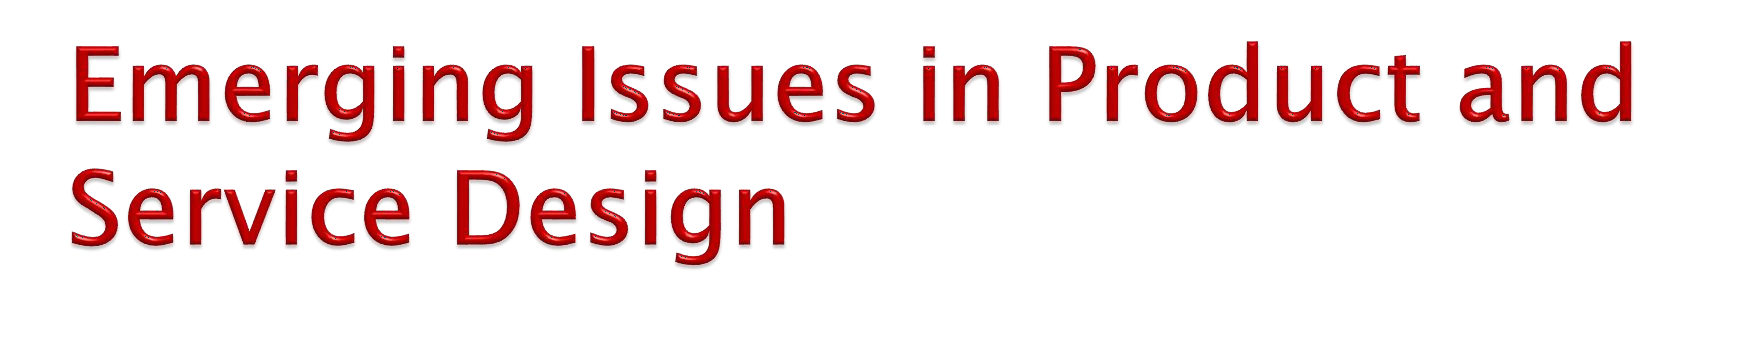 Emerging Issues in Product and
Service Design